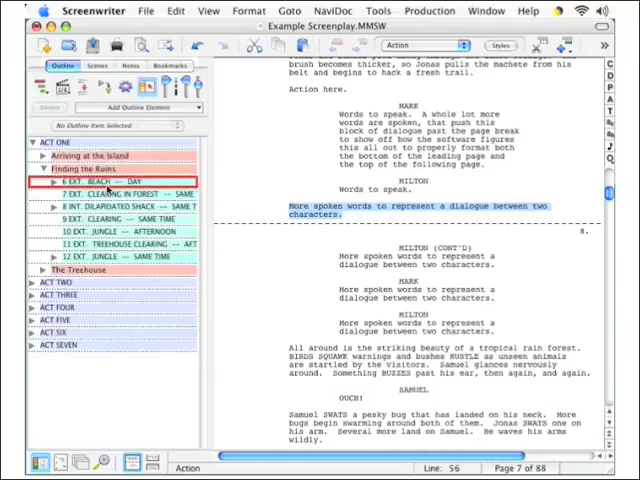 Screenwriter File Edit View Format Goto NaviDoc Tools Production Window Help
Example Screenplay.MMSW
Action
Styles
Outline Scenes Notes Bookmarks
Delete Add Outline Element
No Outline Item Selected
ACT ONE
Arriving at the Island
Finding the Ruins
6 EXT. BEACH --- DAY
7 EXT. CLEARING IN FOREST --- SAME
8 INT. DILAPIDATED SHACK --- SAME T
9 EXT. CLEARING --- SAME TIME
10 EXT. JUNGLE --- AFTERNOON
11 EXT. TREEHOUSE CLEARING --- AFT
12 EXT. JUNGLE --- SAME TIME
The Treehouse
ACT TWO
ACT THREE
ACT FOUR
ACT FIVE
ACT SIX
ACT SEVEN
brush becomes thicker, so Jonas pulls the machete from his
belt and begins to hack a fresh trail.
Action here.
MARK
Words to speak. A whole lot more
words are spoken, that push this
block of dialogue past the page break
to show off how the software figures
this all out to properly format both
the bottom of the leading page and
the top of the following page.
MILTON
Words to speak.
More spoken words to represent a dialogue between two
characters.
8.
MILTON (CONT'D)
More spoken words to represent a
dialogue between two characters.
MARK
More spoken words to represent a
dialogue between two characters.
MILTON
More spoken words to represent a
dialogue between two characters.
All around is the striking beauty of a tropical rain forest.
BIRDS SQUAWK warnings and bushes RUSTLE as unseen animals
are startled by the visitors. Samuel glances nervously
around. Something BUZZES past his ear, then again, and again.
SAMUEL
OUCH!
Samuel SWATS a pesky bug that has landed on his neck. More
bugs begin swarming around both of them. Jonas SWATS one on
his arm. Several more land on Samuel. He waves his arms
wildly.
C
D
P
A
T
Action Line: 56 Page 7 of 88